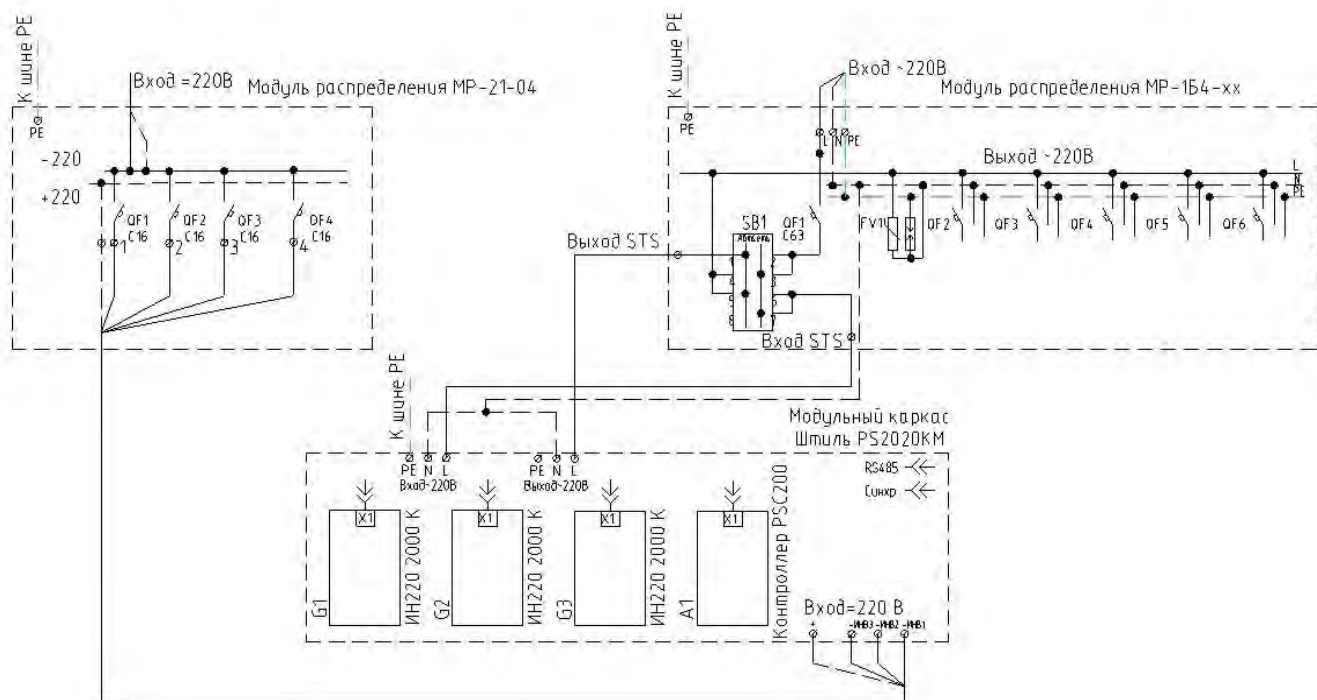 К шине PE
Вход =220В
Модуль распределения МР-21-04
PE
-220
+220
QF1
C16
QF2
C16
QF3
C16
QF4
C16
1
2
3
4
К шине PE
Вход ~220В
Модуль распределения МР-1Б4-хх
PE
L
N
PE
Выход ~220В
L
N
PE
SB1
QF1
C63
FV1
QF2
QF3
QF4
QF5
QF6
Выход STS
Вход STS
К шине PE
Модульный каркас
Штиль PS2020КМ
PE N L
Вход~220В
PE N L
Выход~220В
RS485
Синхр
X1
G1
ИН220 2000 К
X1
G2
ИН220 2000 К
X1
G3
ИН220 2000 К
X1
A1
Контроллер PSC200
Вход=220 В
+
-ИНВ3
-ИНВ2
-ИНВ1